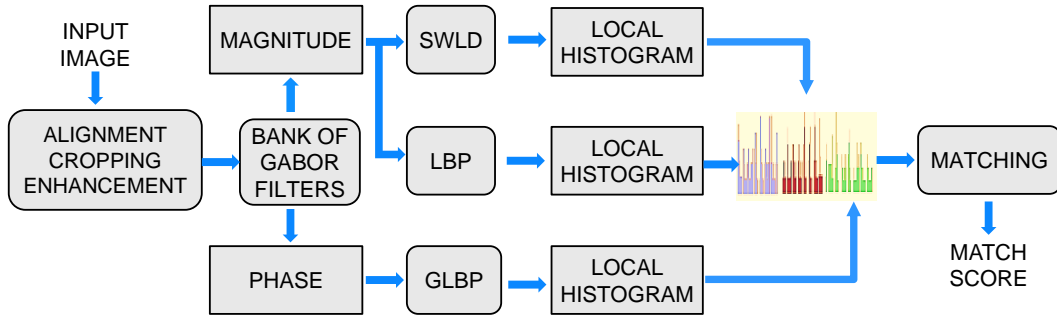 INPUT
IMAGE
ALIGNMENT
CROPPING
ENHANCEMENT
MAGNITUDE
BANK OF
GABOR
FILTERS
PHASE
SWLD
LBP
GLBP
LOCAL
HISTOGRAM
LOCAL
HISTOGRAM
LOCAL
HISTOGRAM
MATCHING
MATCH
SCORE